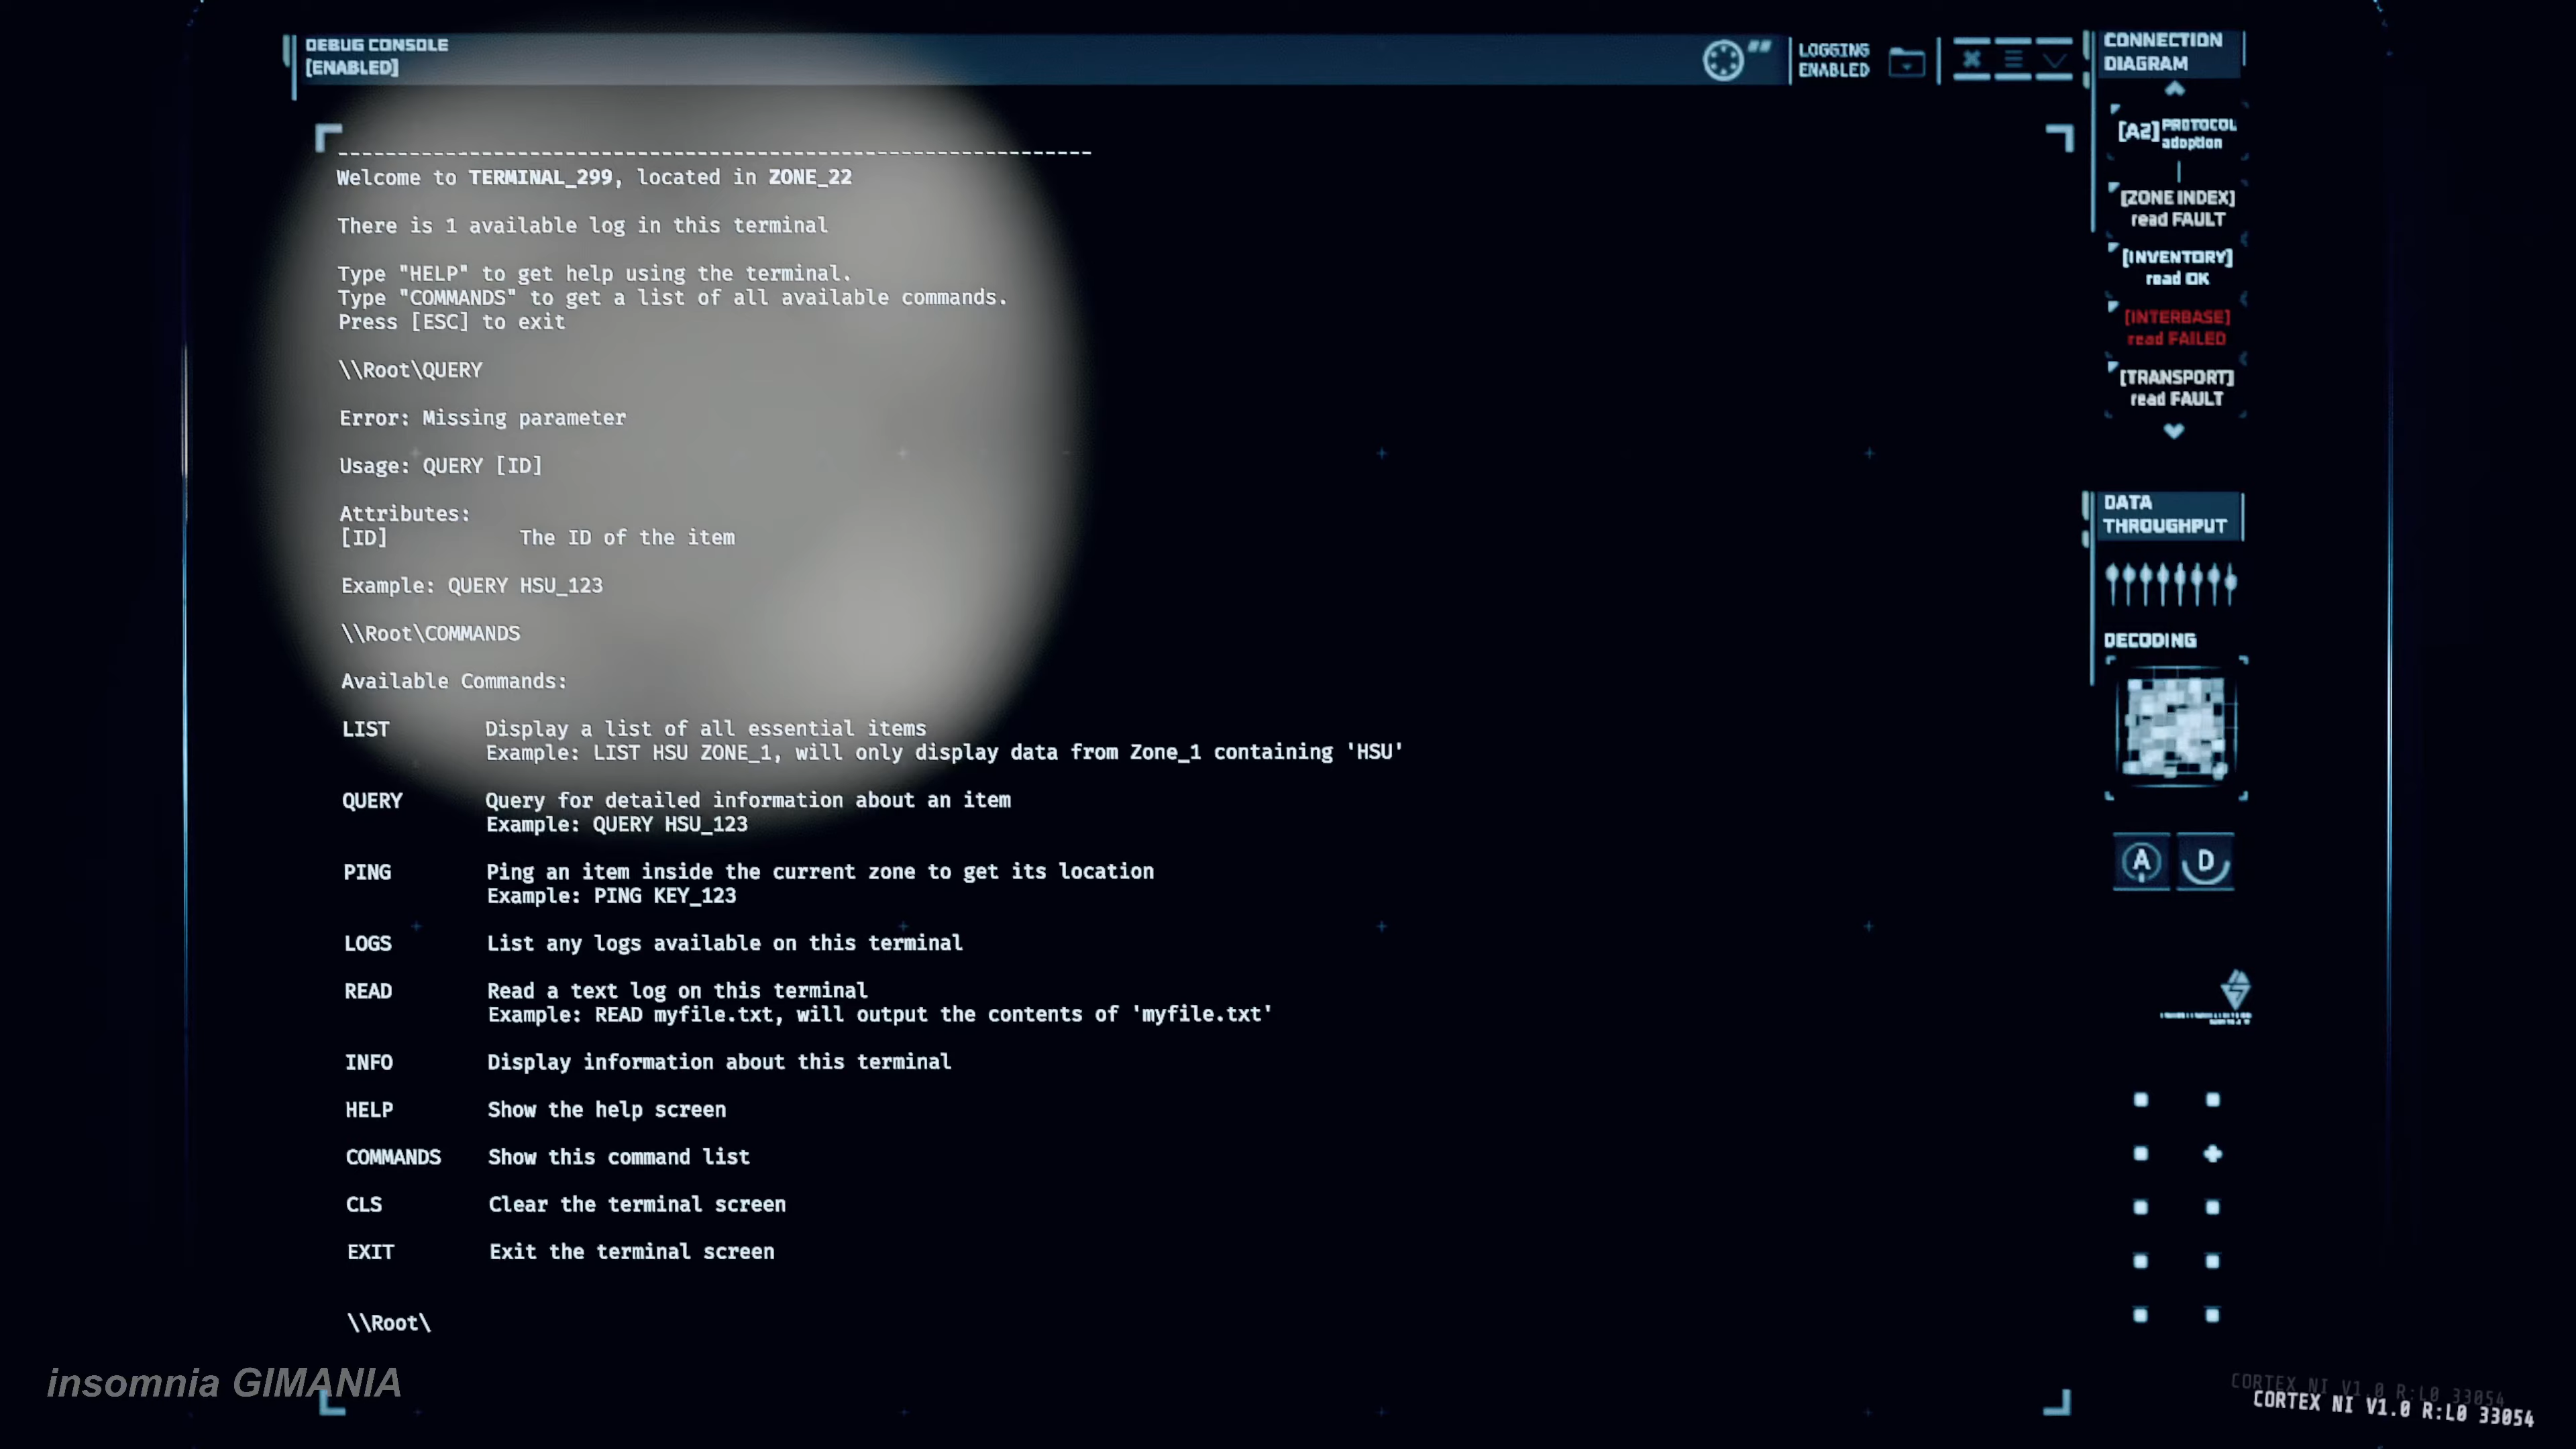 DEBUG CONSOLE
[ENABLED]
LOGGING
ENABLED
------------------------------------------------------------------
Welcome to TERMINAL_299, located in ZONE_22
There is 1 available log in this terminal
Type "HELP" to get help using the terminal.
Type "COMMANDS" to get a list of all available commands.
Press [ESC] to exit
\\Root\QUERY
Error: Missing parameter
Usage: QUERY [ID]
Attributes:
[ID] The ID of the item
Example: QUERY HSU_123
\\Root\COMMANDS
Available Commands:
LIST Display a list of all essential items
Example: LIST HSU ZONE_1, will only display data from Zone_1 containing 'HSU'
QUERY Query for detailed information about an item
Example: QUERY HSU_123
PING Ping an item inside the current zone to get its location
Example: PING KEY_123
LOGS List any logs available on this terminal
READ Read a text log on this terminal
Example: READ myfile.txt, will output the contents of 'myfile.txt'
INFO Display information about this terminal
HELP Show the help screen
COMMANDS Show this command list
CLS Clear the terminal screen
EXIT Exit the terminal screen
\\Root\
CONNECTION
DIAGRAM
[A2] PROTOCOL
adoption
[ZONE INDEX]
read FAULT
[INVENTORY]
read OK
[INTERBASE]
read FAILED
[TRANSPORT]
read FAULT
DATA
THROUGHPUT
DECODING
A D
insomnia GIMANIA
CORTEX NI V1.0 R:L0 33054
CORTEX NI V1.0 R:L0 33054